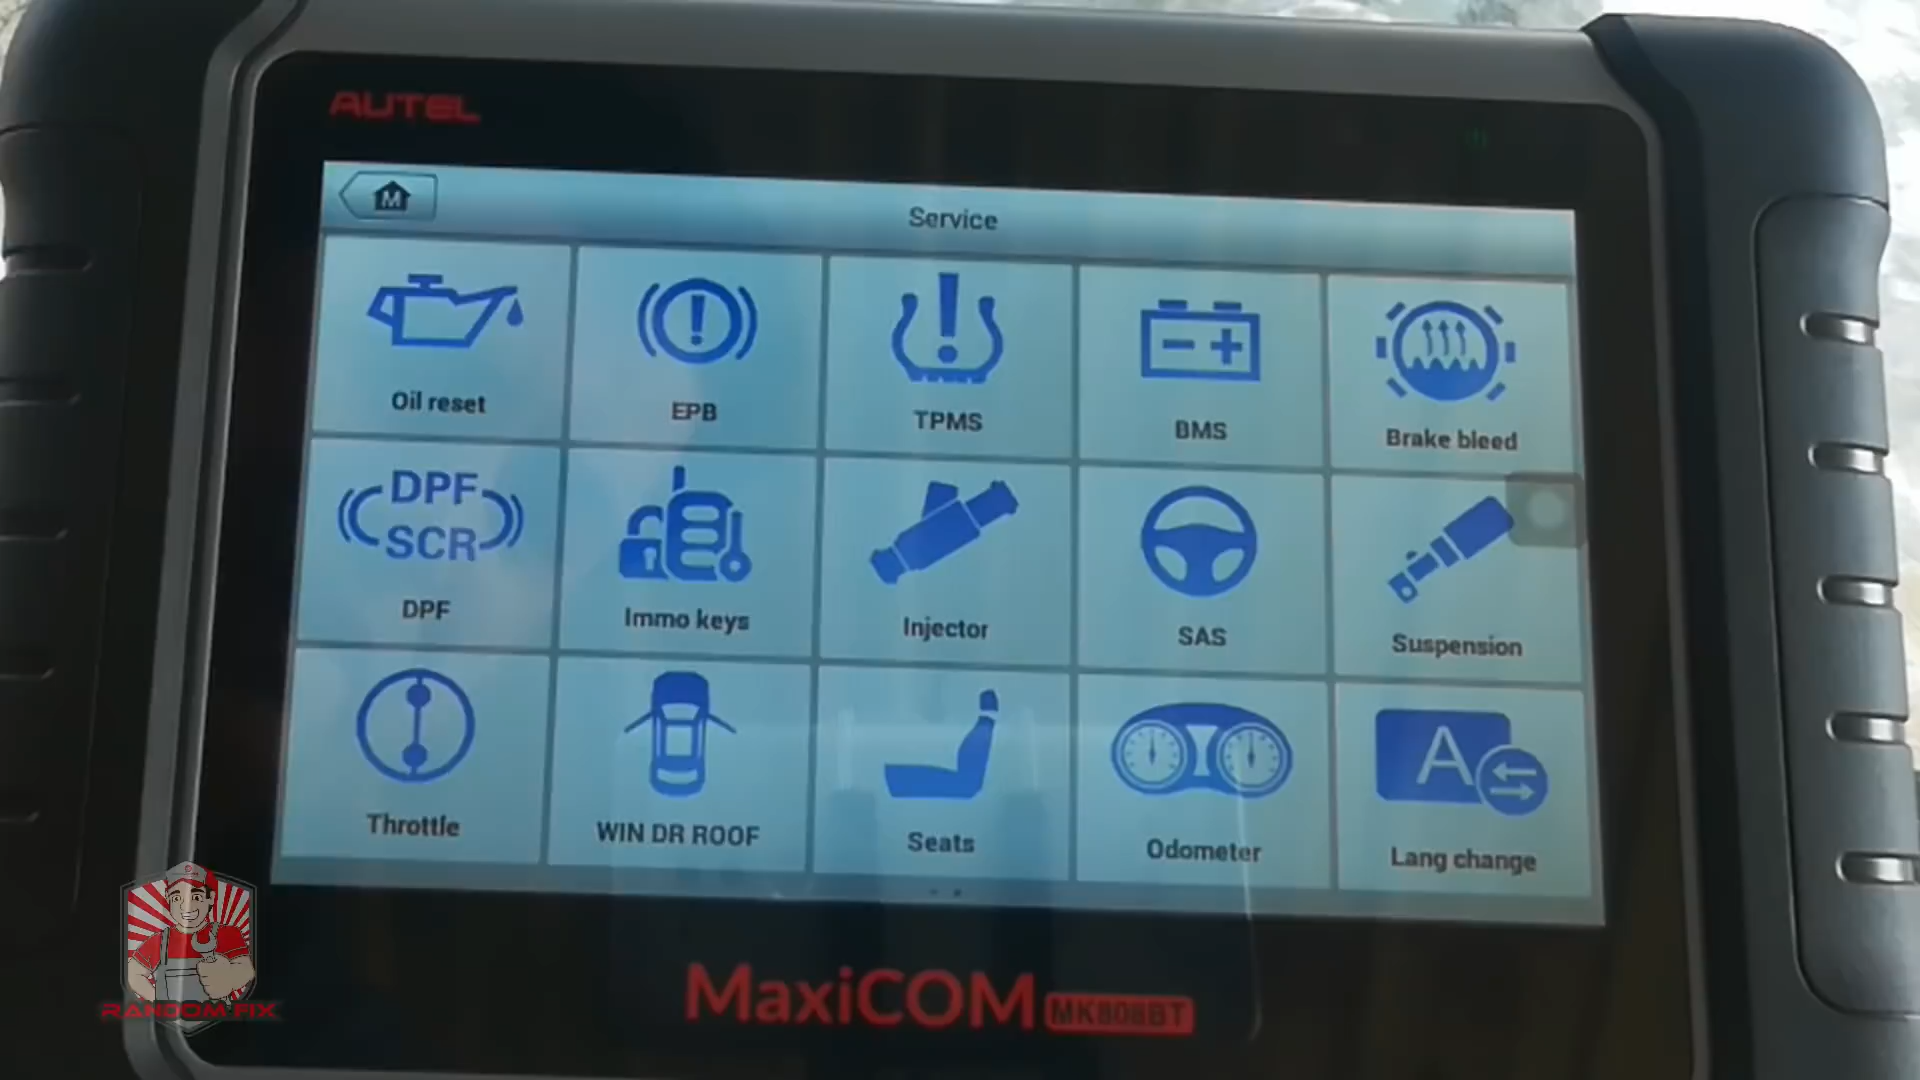 AUTEL
M
Service
Oil reset
EPB
TPMS
BMS
Brake bleed
DPF
SCR
DPF
Immo keys
Injector
SAS
Suspension
Throttle
WIN DR ROOF
Seats
Odometer
A
Lang change
MaxiCOM MK808BT
RANDOM FIX